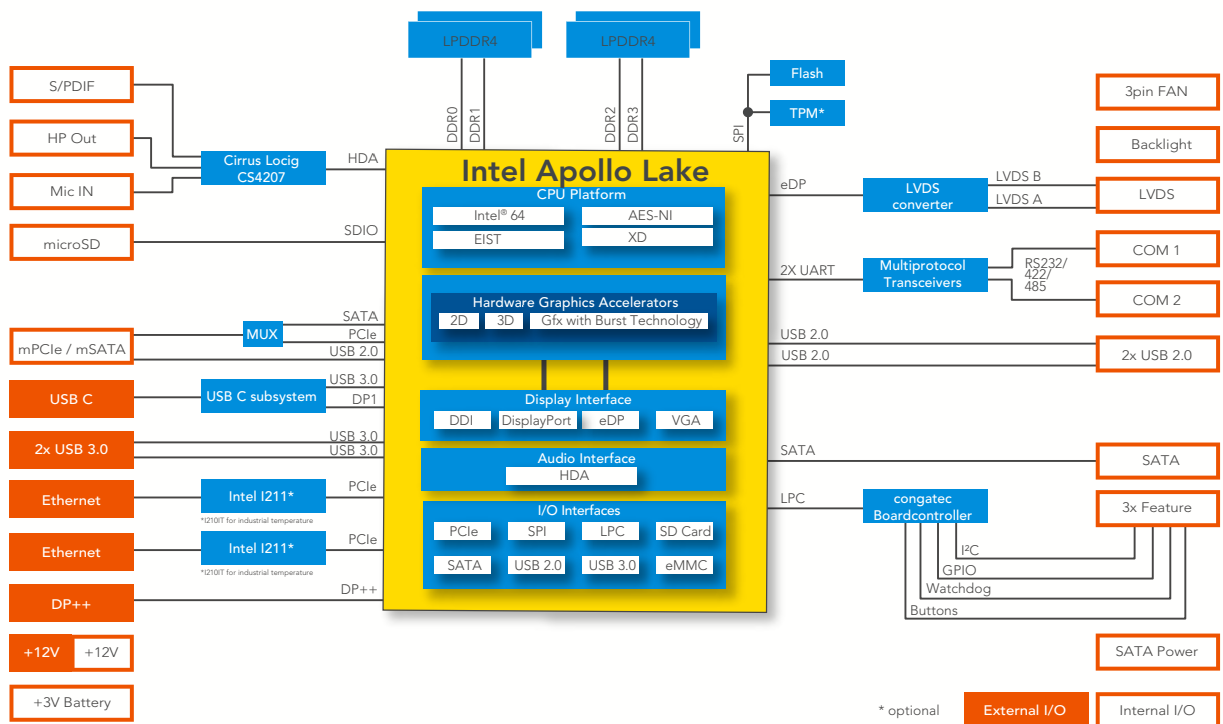 LPDDR4
LPDDR4
DDR0
DDR1
DDR2
DDR3
SPI
Flash
TPM*
S/PDIF
HP Out
Mic IN
microSD
Cirrus Locig
CS4207
HDA
SDIO
mPCIe / mSATA
MUX
SATA
PCIe
USB 2.0
USB C
USB C subsystem
USB 3.0
DP1
2x USB 3.0
USB 3.0
USB 3.0
Ethernet
Intel I211*
*I210IT for industrial temperature
PCIe
Ethernet
Intel I211*
*I210IT for industrial temperature
PCIe
DP++
DP++
+12V
+12V
+3V Battery
Intel Apollo Lake
CPU Platform
Intel® 64
AES-NI
EIST
XD
Hardware Graphics Accelerators
2D
3D
Gfx with Burst Technology
Display Interface
DDI
DisplayPort
eDP
VGA
Audio Interface
HDA
I/O Interfaces
PCIe
SPI
LPC
SD Card
SATA
USB 2.0
USB 3.0
eMMC
eDP
LVDS
converter
LVDS B
LVDS A
2X UART
Multiprotocol
Transceivers
RS232/
422/
485
USB 2.0
USB 2.0
SATA
LPC
congatec
Boardcontroller
I²C
GPIO
Watchdog
Buttons
3pin FAN
Backlight
LVDS
COM 1
COM 2
2x USB 2.0
SATA
3x Feature
SATA Power
* optional
External I/O
Internal I/O